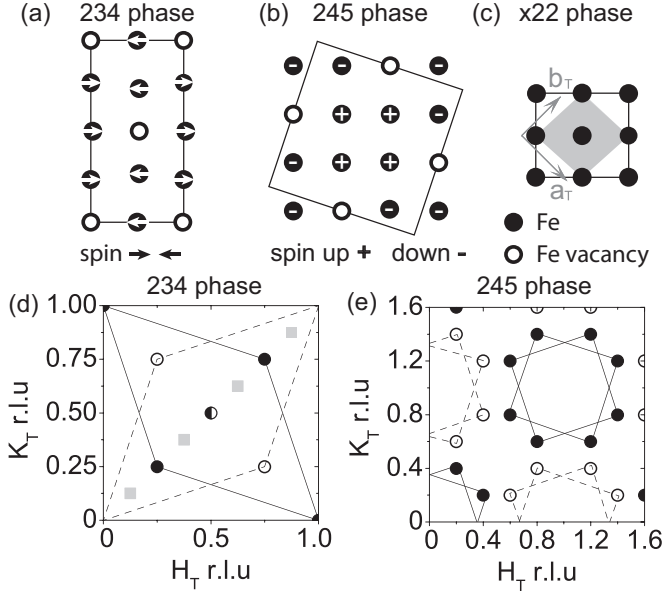 (a) 234 phase
(b) 245 phase
(c) x22 phase
- - -
-
+ +
- + +
- - -
b_T
a_T
spin
spin up + down -
Fe
Fe vacancy
(d) 234 phase
1.00
0.75
0.50
0.25
0
K_T r.l.u
0 0.5 1.0
H_T r.l.u
(e) 245 phase
1.6
1.2
0.8
0.4
0
K_T r.l.u
0 0.4 0.8 1.2 1.6
H_T r.l.u